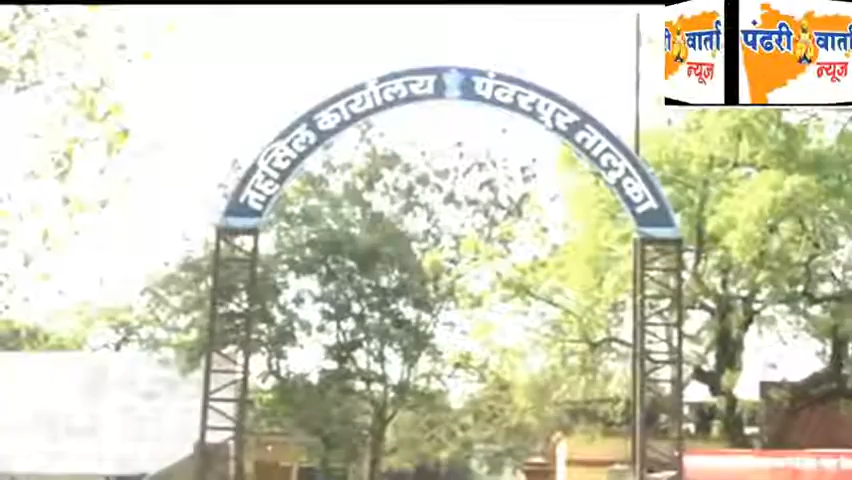 तहसिल कार्यालय पंढरपूर तालुका
री वार्ता
न्यूज
पंढरी वार्ता
न्यूज